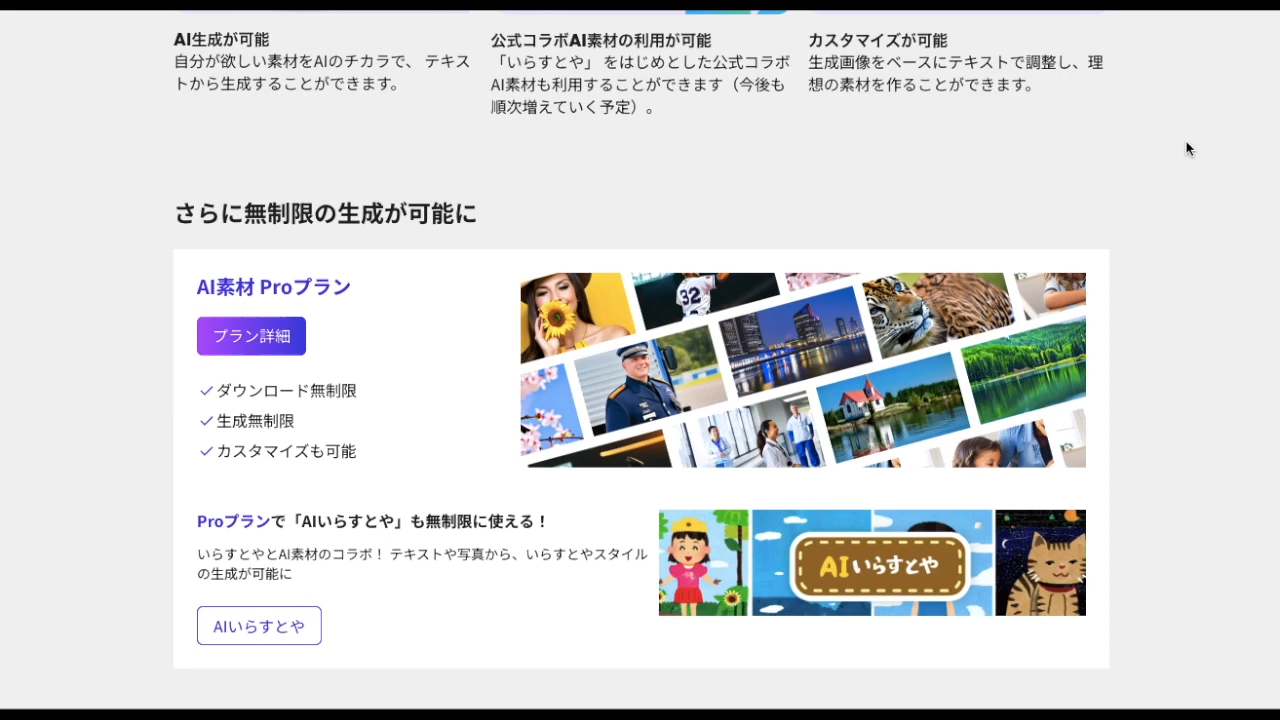 AI生成が可能
自分が欲しい素材をAIのチカラで、 テキス
トから生成することができます。
公式コラボAI素材の利用が可能
「いらすとや」 をはじめとした公式コラボ
AI素材も利用することができます（今後も
順次増えていく予定）。
カスタマイズが可能
生成画像をベースにテキストで調整し、理
想の素材を作ることができます。
さらに無制限の生成が可能に
AI素材 Proプラン
プラン詳細
ダウンロード無制限
生成無制限
カスタマイズも可能
32
Proプランで「AIいらすとや」も無制限に使える！
いらすとやとAI素材のコラボ！ テキストや写真から、いらすとやスタイル
の生成が可能に
AIいらすとや
AIいらすとや